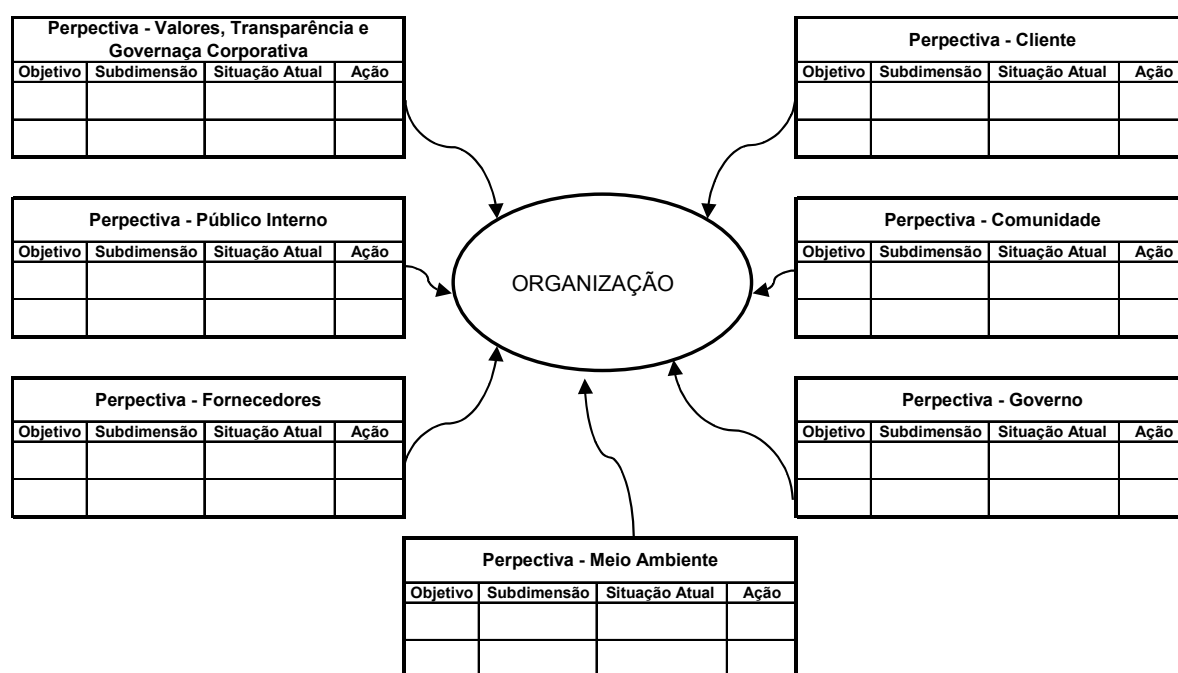 Perpectiva - Valores, Transparência e
Governaça Corporativa
Objetivo Subdimensão Situação Atual Ação
Perpectiva - Cliente
Objetivo Subdimensão Situação Atual Ação
Perpectiva - Público Interno
Objetivo Subdimensão Situação Atual Ação
ORGANIZAÇÃO
Perpectiva - Comunidade
Objetivo Subdimensão Situação Atual Ação
Perpectiva - Fornecedores
Objetivo Subdimensão Situação Atual Ação
Perpectiva - Governo
Objetivo Subdimensão Situação Atual Ação
Perpectiva - Meio Ambiente
Objetivo Subdimensão Situação Atual Ação